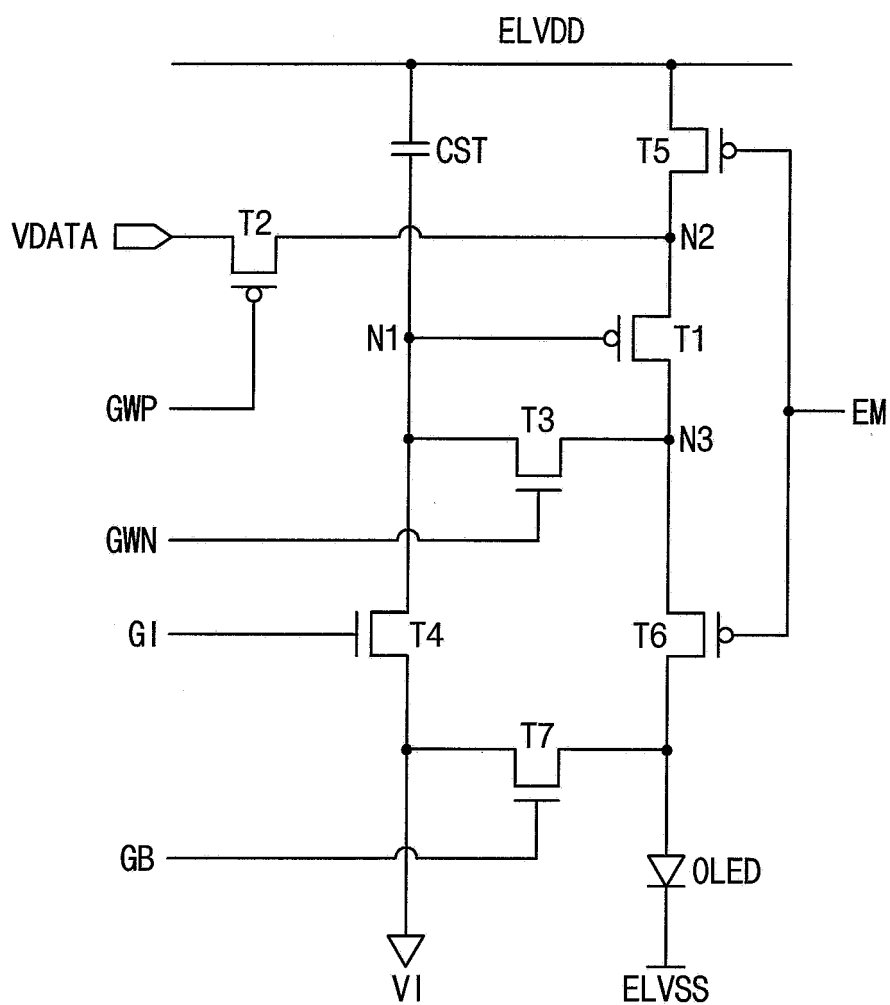 ELVDD
CST
T5
VDATA
T2
N2
N1
T1
GWP
T3
N3
EM
GWN
GI
T4
T6
T7
GB
OLED
VI
ELVSS